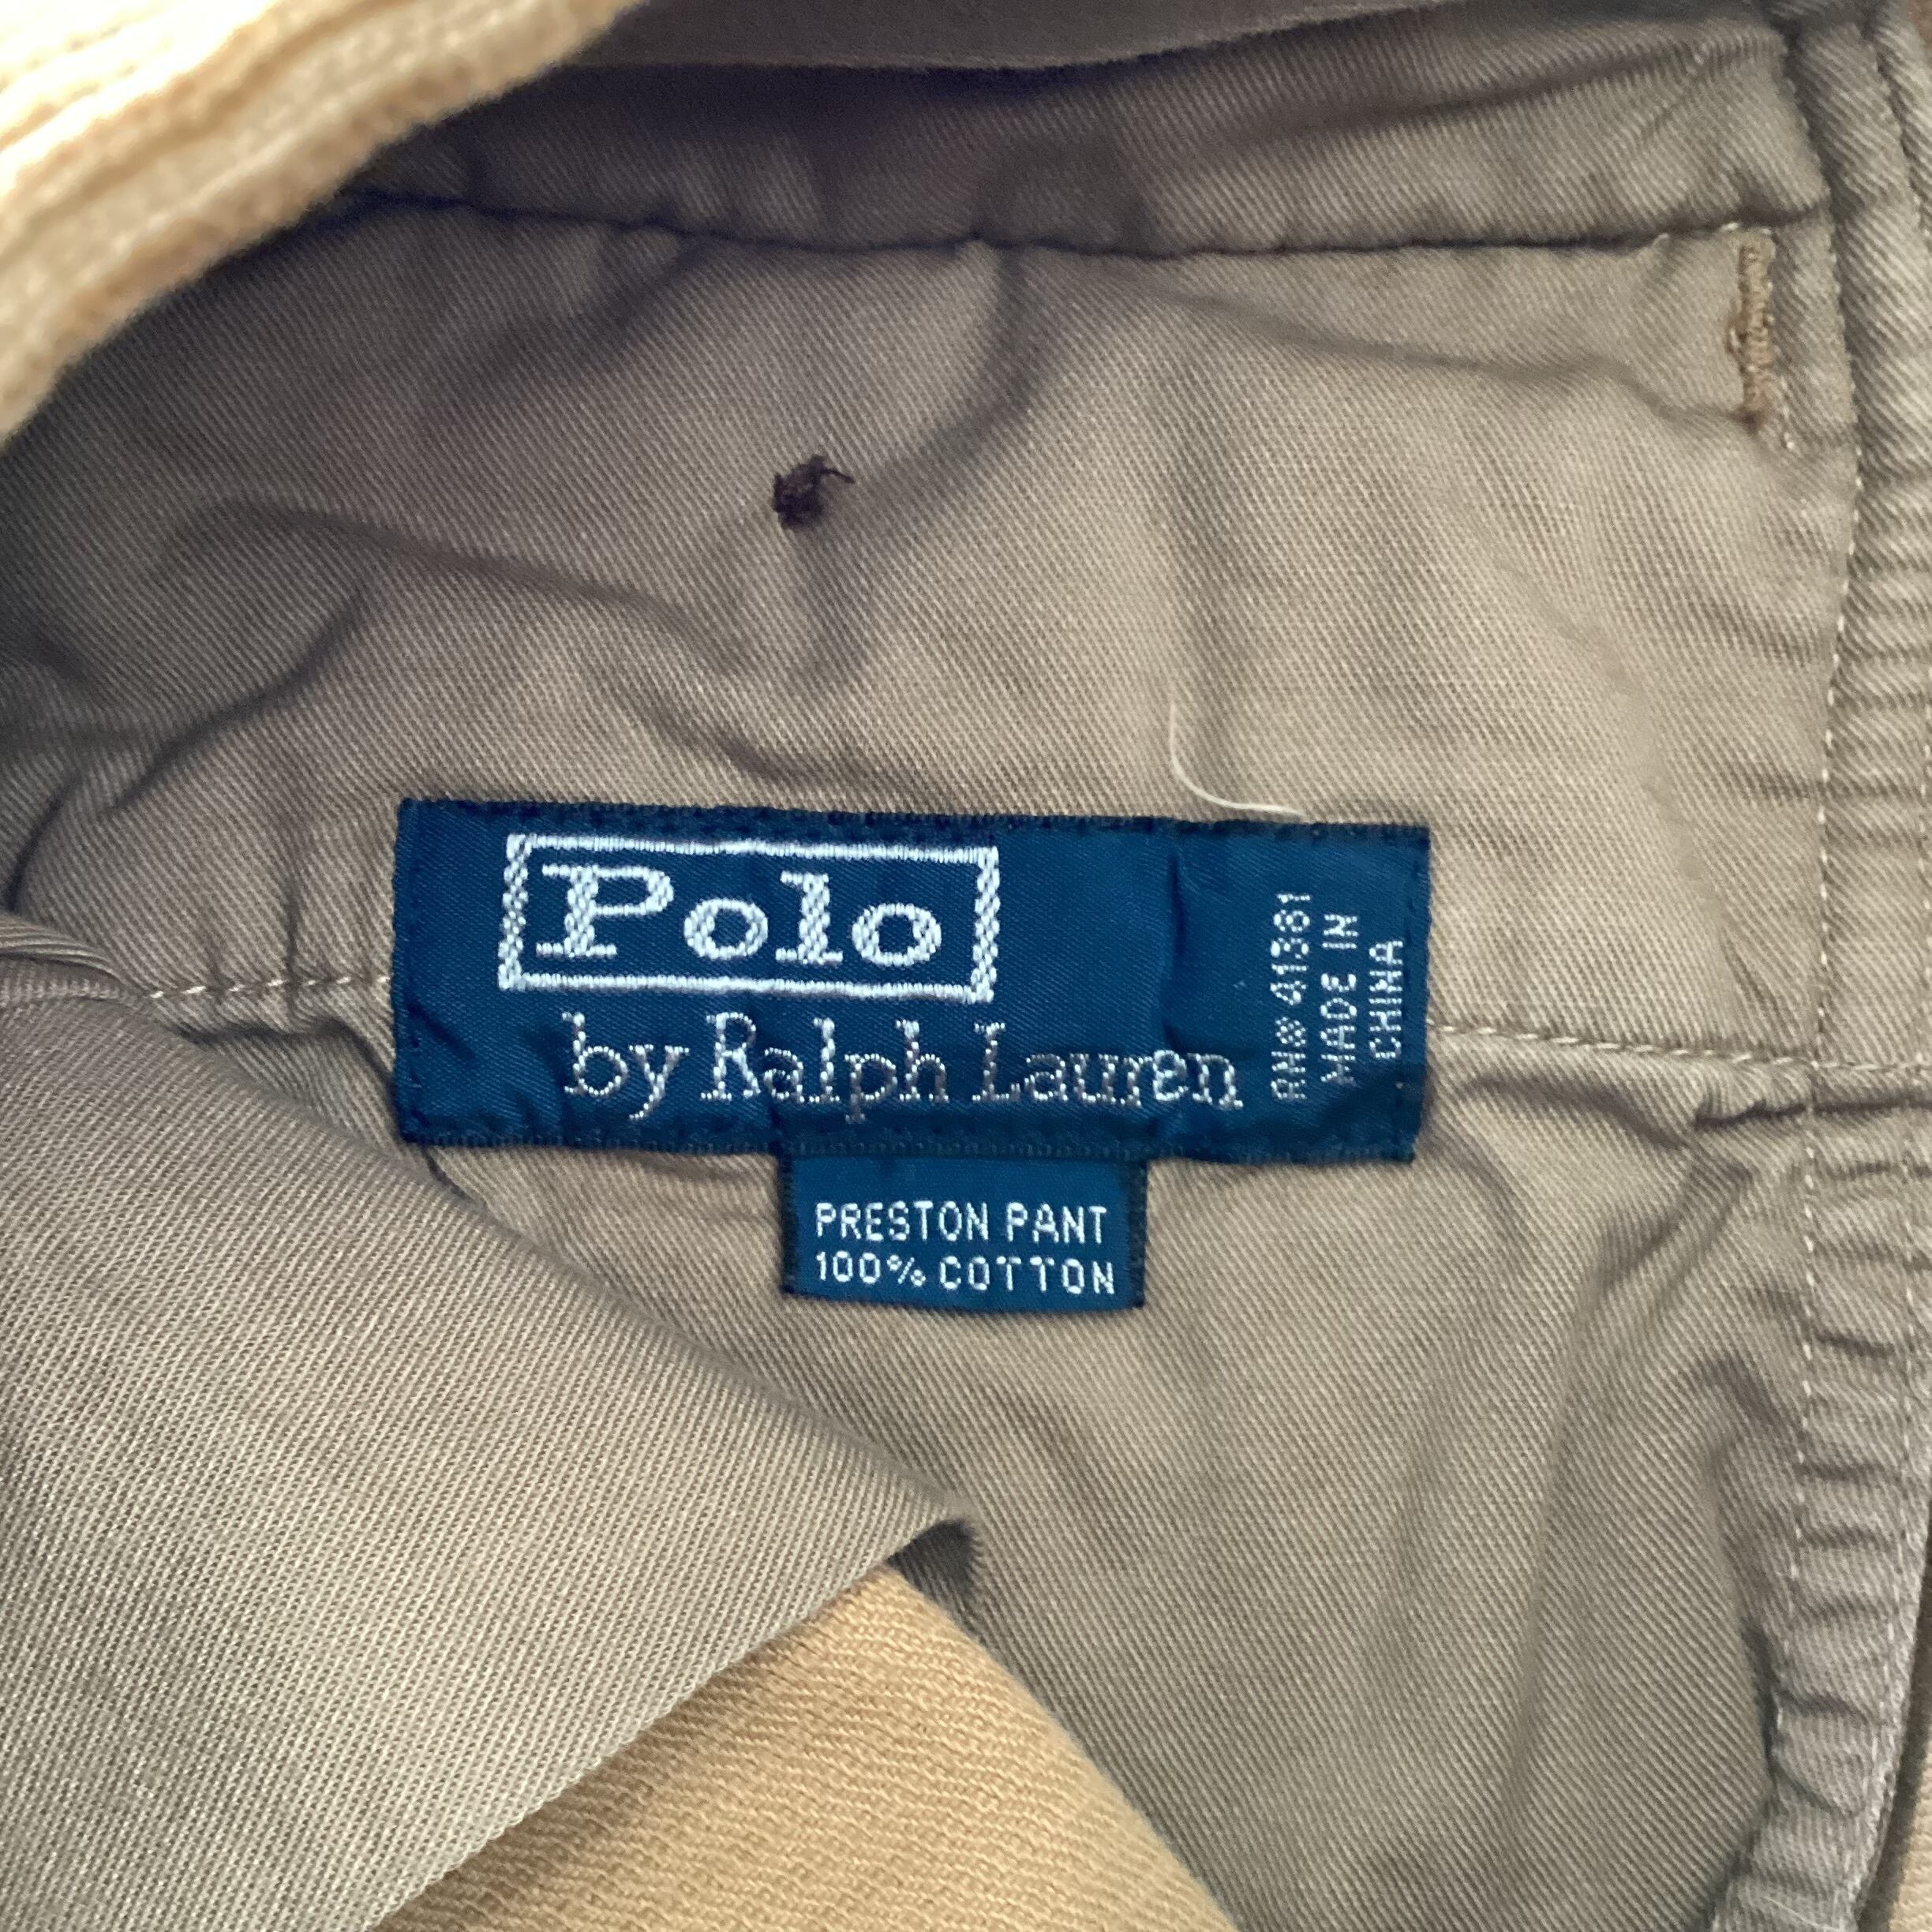 Polo
by Ralph Lauren
RN# 41381
MADE IN
CHINA
PRESTON PANT
100% COTTON